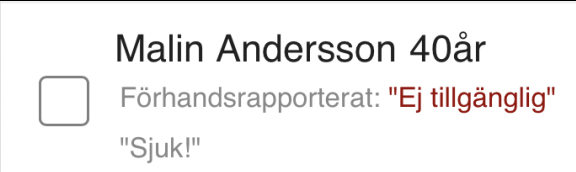 Malin Andersson 40år
Förhandsrapporterat: "Ej tillgänglig"
"Sjuk!"